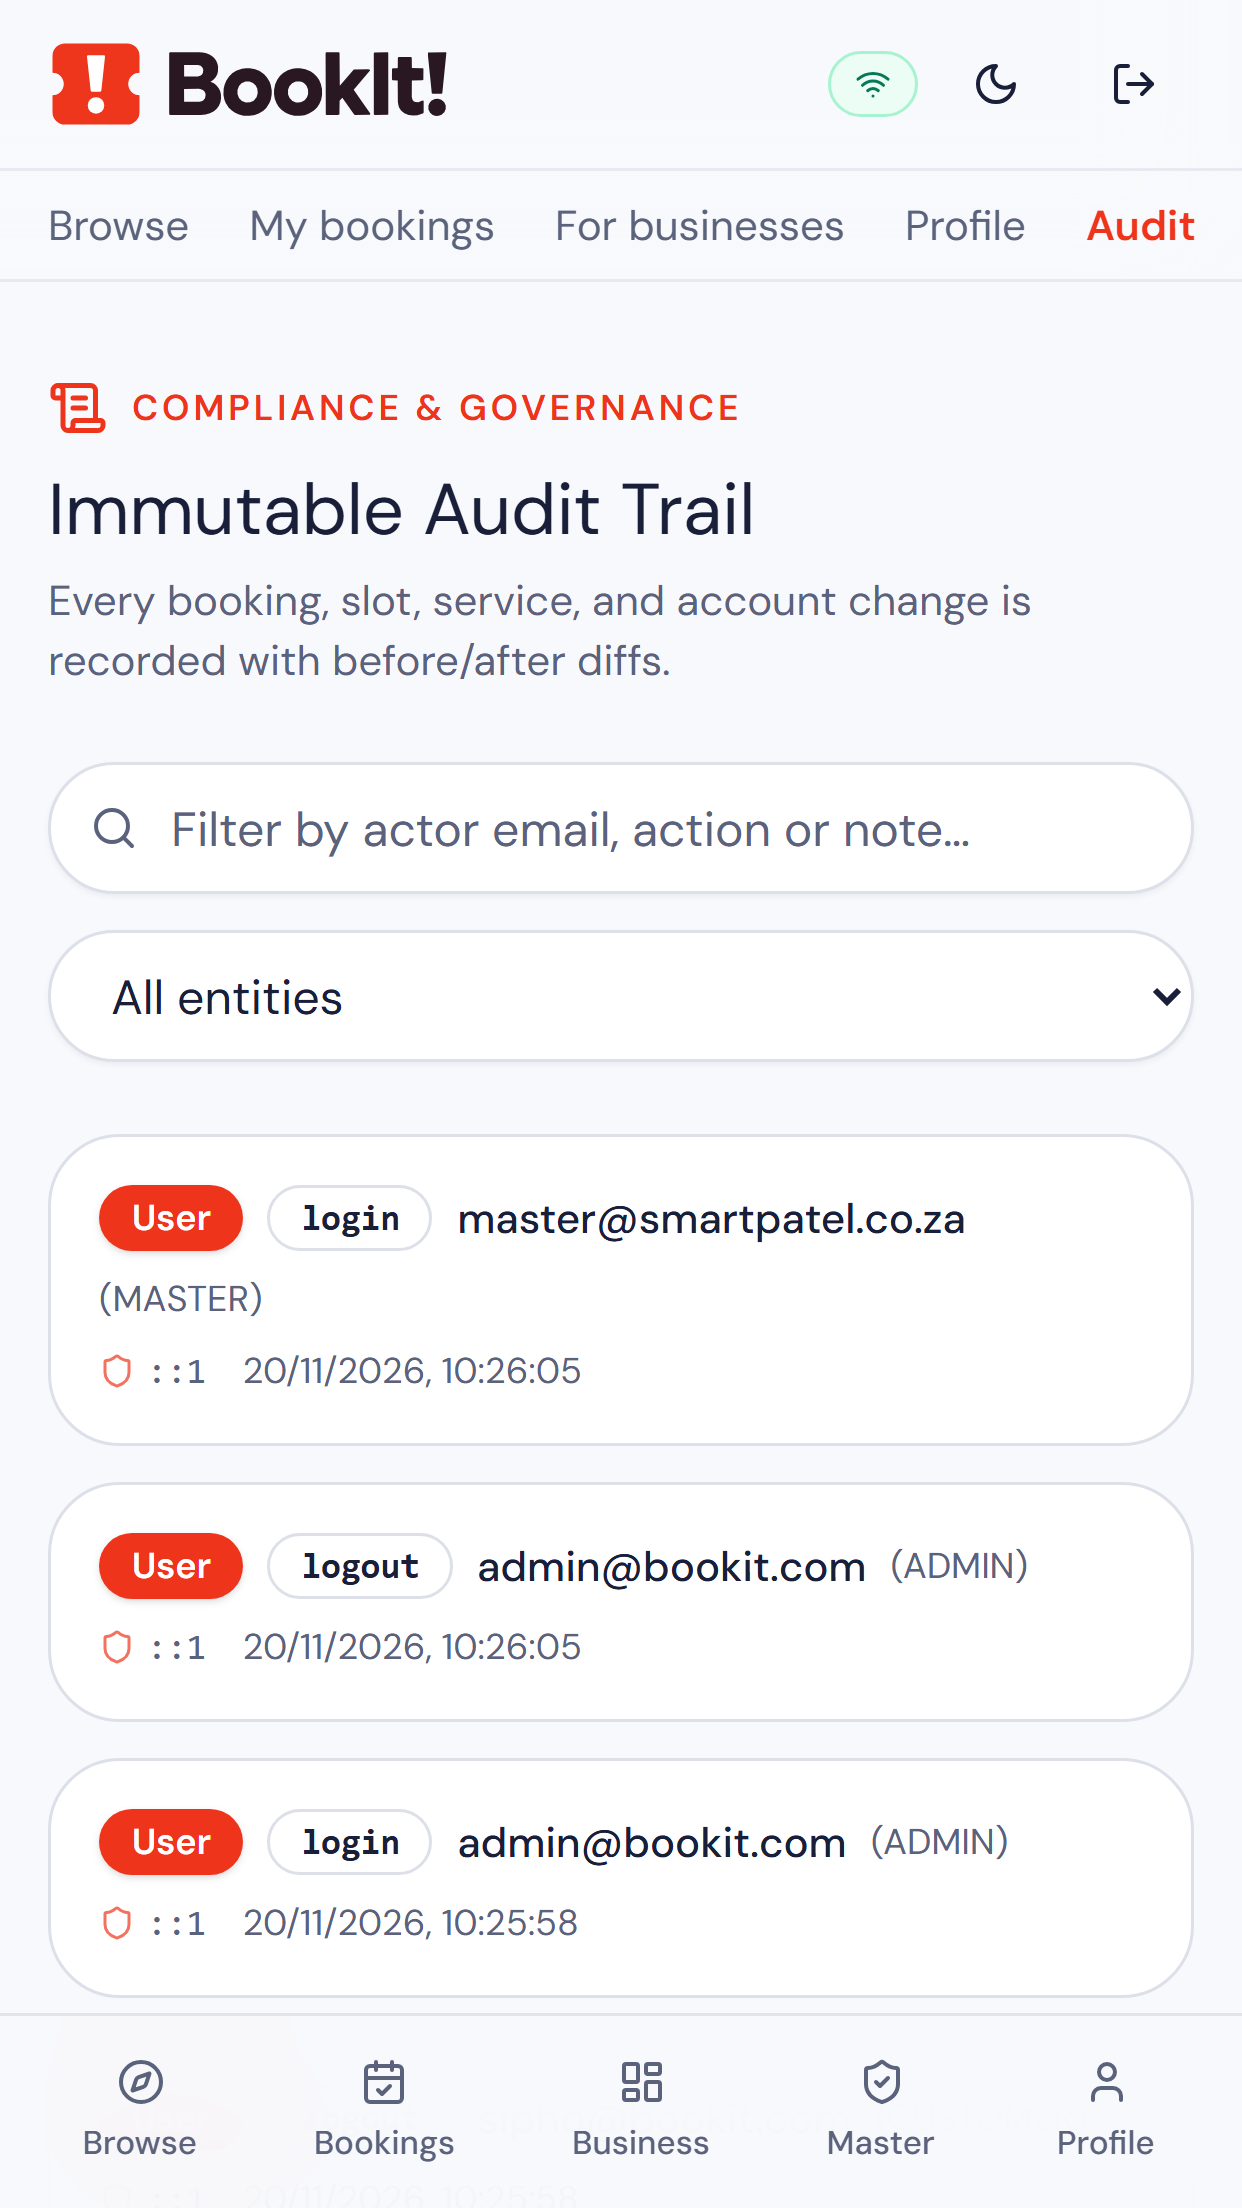 BookIt!
Browse My bookings For businesses Profile Audit
COMPLIANCE & GOVERNANCE
Immutable Audit Trail
Every booking, slot, service, and account change is
recorded with before/after diffs.
Filter by actor email, action or note...
All entities
User login master@smartpatel.co.za
(MASTER)
::1 20/11/2026, 10:26:05
User logout admin@bookit.com (ADMIN)
::1 20/11/2026, 10:26:05
User login admin@bookit.com (ADMIN)
::1 20/11/2026, 10:25:58
Browse Bookings Business Master Profile